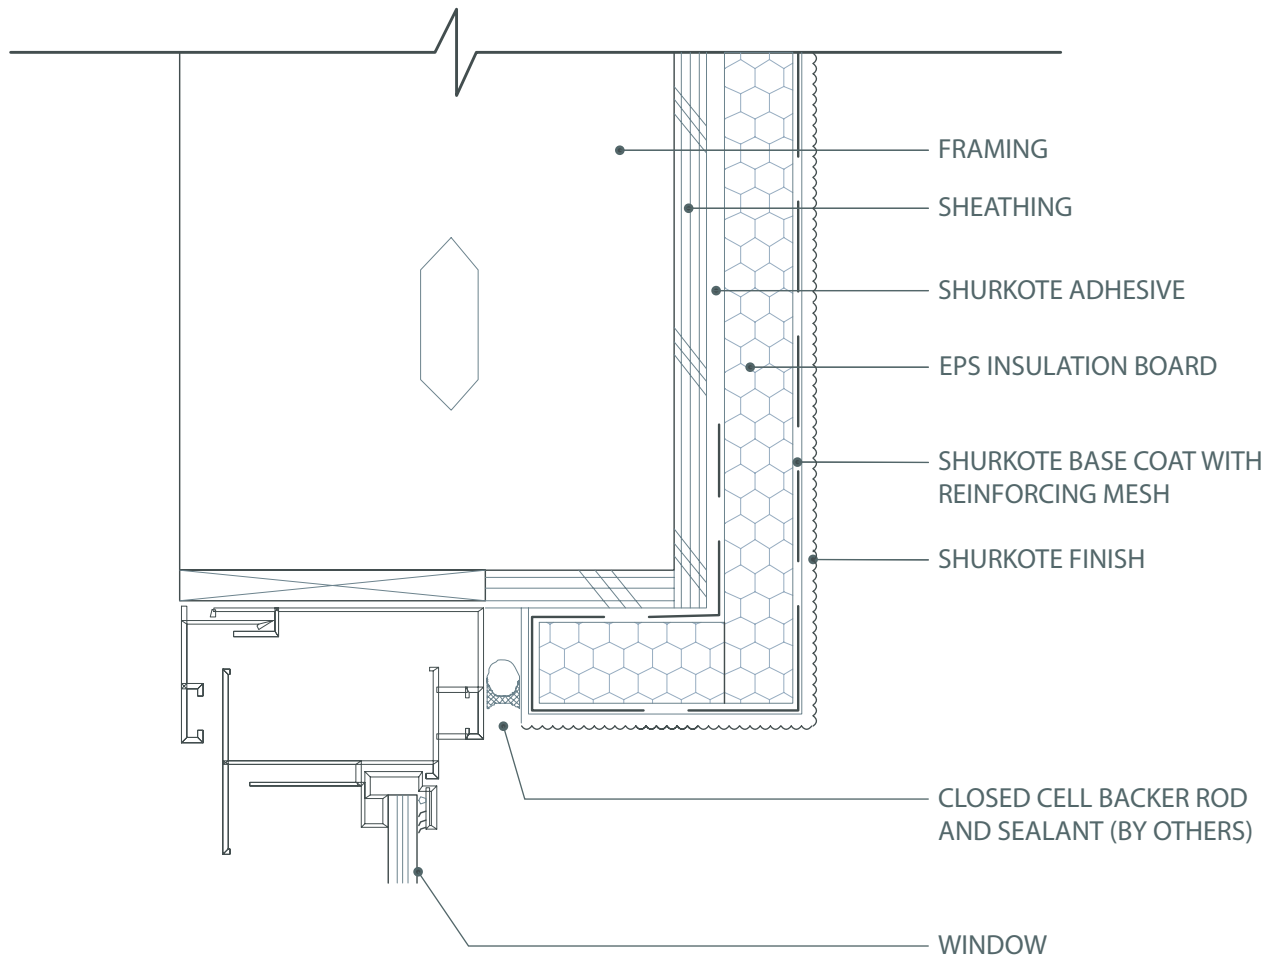 FRAMING
SHEATHING
SHURKOTE ADHESIVE
EPS INSULATION BOARD
SHURKOTE BASE COAT WITH
REINFORCING MESH
SHURKOTE FINISH
CLOSED CELL BACKER ROD
AND SEALANT (BY OTHERS)
WINDOW